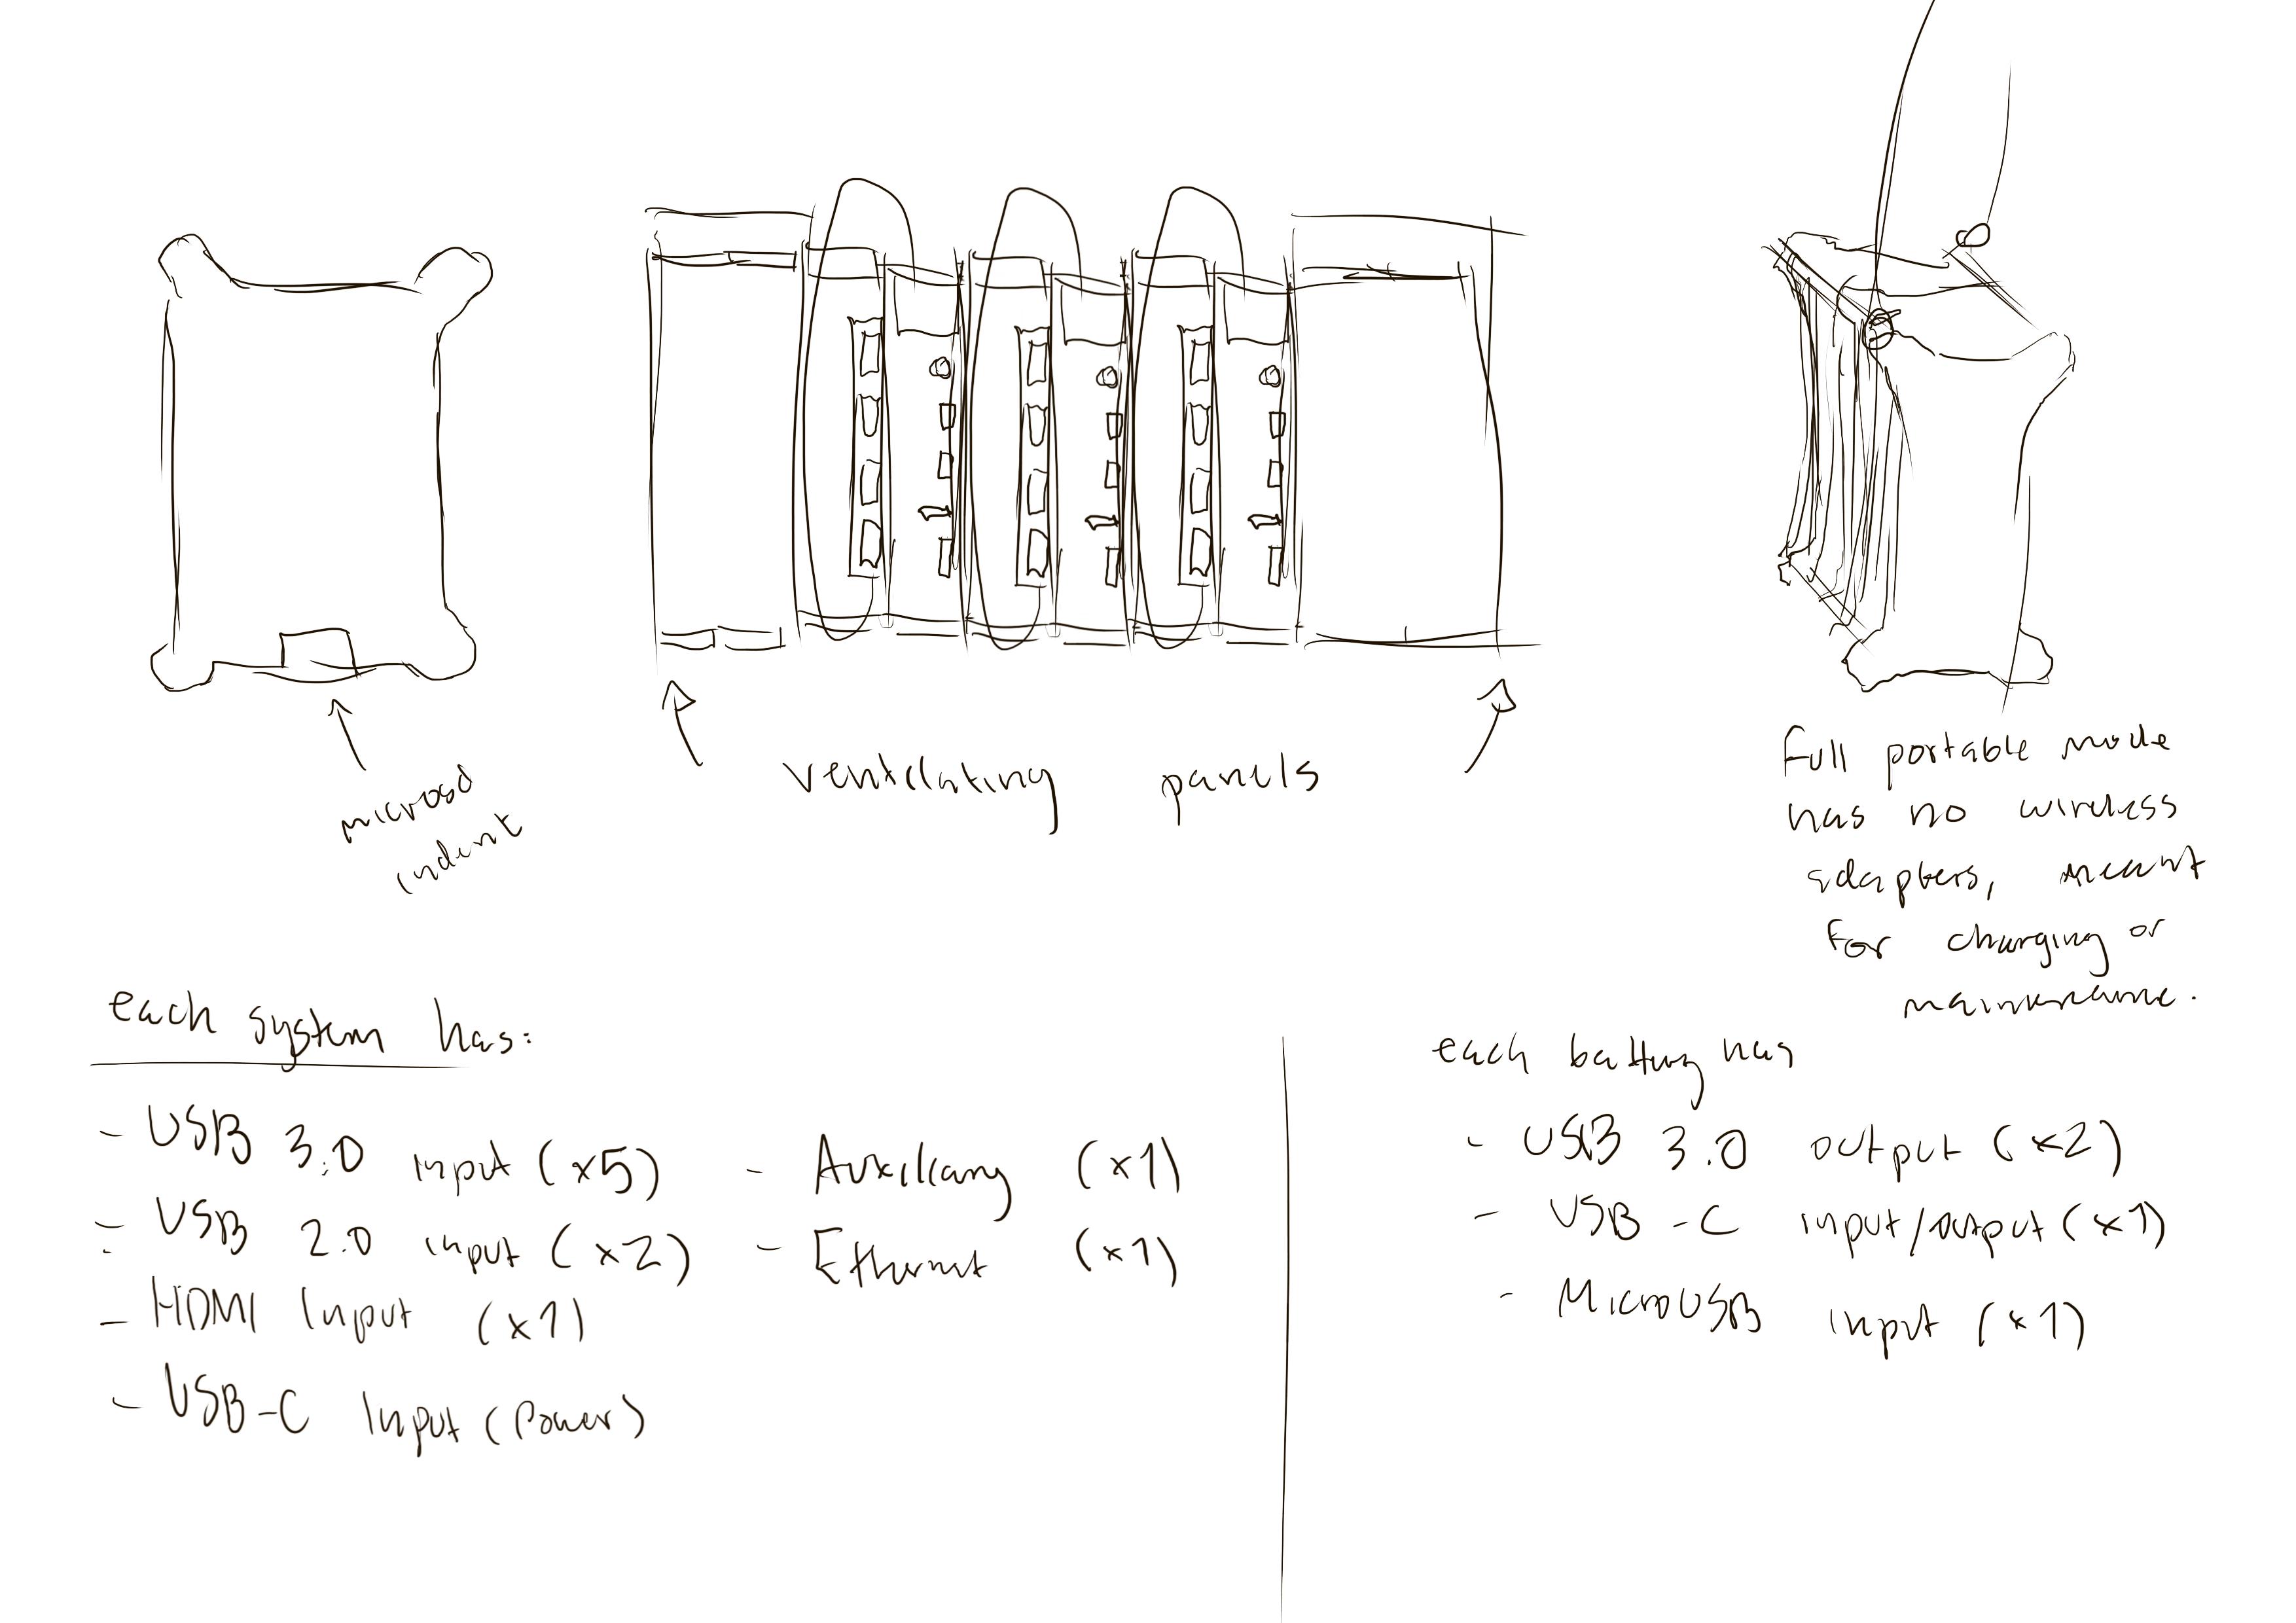 microsd
indent
ventilating panels
Full portable mode
has no wireless
adapters, meant
for charging or
maintenance.
each system has:
- USB 3.0 input (x5)
- USB 2.0 input (x2)
- HDMI Input (x1)
- USB-C Input (Power)
- Auxiliary (x1)
- Ethernet (x1)
each battery has
- USB 3.0 output (x2)
- USB-C input/output (x1)
- MicroUSB input (x1)